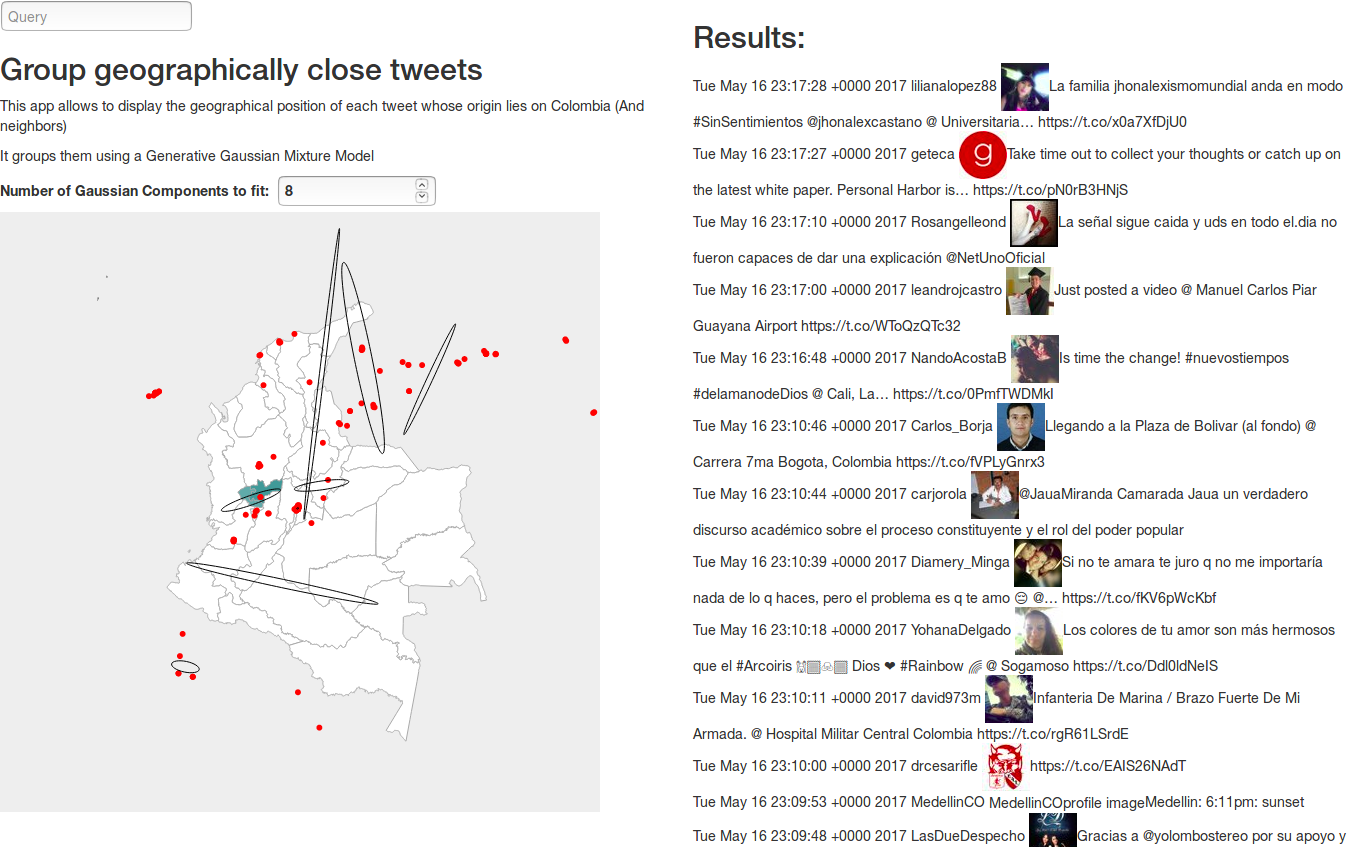 Query
Group geographically close tweets
This app allows to display the geographical position of each tweet whose origin lies on Colombia (And
neighbors)
It groups them using a Generative Gaussian Mixture Model
Number of Gaussian Components to fit: 8
Results:
Tue May 16 23:17:28 +0000 2017 lilianalopez88 La familia jhonalexismomundial anda en modo
#SinSentimientos @jhonalexcastano @ Universitaria… https://t.co/x0a7XfDjU0
Tue May 16 23:17:27 +0000 2017 geteca g Take time out to collect your thoughts or catch up on
the latest white paper. Personal Harbor is… https://t.co/pN0rB3HNjS
Tue May 16 23:17:10 +0000 2017 Rosangelleond La señal sigue caida y uds en todo el.dia no
fueron capaces de dar una explicación @NetUnoOficial
Tue May 16 23:17:00 +0000 2017 leandrojcastro Just posted a video @ Manuel Carlos Piar
Guayana Airport https://t.co/WToQzQTc32
Tue May 16 23:16:48 +0000 2017 NandoAcostaB Is time the change! #nuevostiempos
#delamanodeDios @ Cali, La… https://t.co/0PmfTWDMkI
Tue May 16 23:10:46 +0000 2017 Carlos_Borja Llegando a la Plaza de Bolivar (al fondo) @
Carrera 7ma Bogota, Colombia https://t.co/fVPLyGnrx3
Tue May 16 23:10:44 +0000 2017 carjorola @JauaMiranda Camarada Jaua un verdadero
discurso académico sobre el proceso constituyente y el rol del poder popular
Tue May 16 23:10:39 +0000 2017 Diamery_Minga Si no te amara te juro q no me importaría
nada de lo q haces, pero el problema es q te amo 😔 @… https://t.co/fKV6pWcKbf
Tue May 16 23:10:18 +0000 2017 YohanaDelgado Los colores de tu amor son más hermosos
que el #Arcoiris Dios ❤ #Rainbow 🌈 @ Sogamoso https://t.co/Ddl0ldNeIS
Tue May 16 23:10:11 +0000 2017 david973m Infanteria De Marina / Brazo Fuerte De Mi
Armada. @ Hospital Militar Central Colombia https://t.co/rgR61LSrdE
Tue May 16 23:10:00 +0000 2017 drcesarifle https://t.co/EAIS26NAdT
Tue May 16 23:09:53 +0000 2017 MedellinCO MedellinCOprofile imageMedellin: 6:11pm: sunset
Tue May 16 23:09:48 +0000 2017 LasDueDespecho Gracias a @yolombostereo por su apoyo y